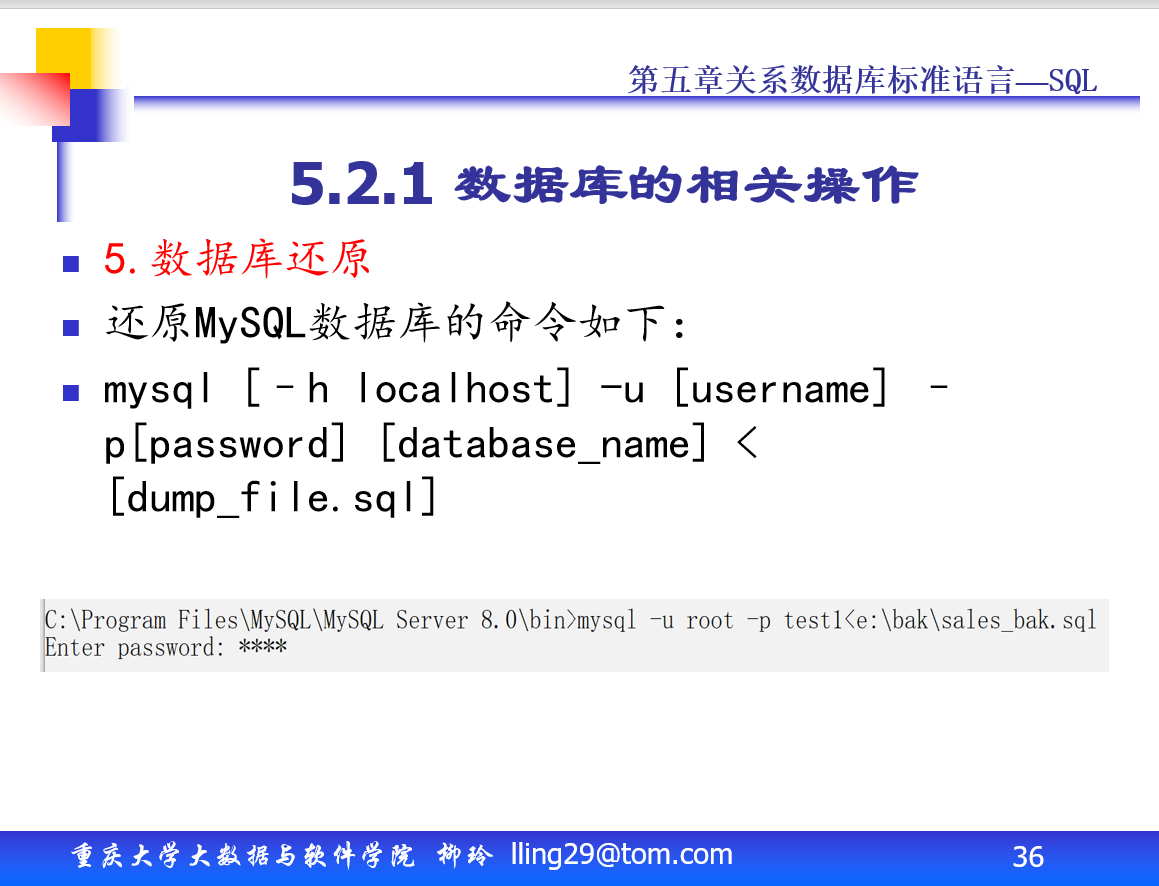 第五章关系数据库标准语言—SQL
5.2.1 数据库的相关操作
5.数据库还原
还原MySQL数据库的命令如下：
mysql [–h localhost] -u [username] –
p[password] [database_name] <
[dump_file.sql]
C:\Program Files\MySQL\MySQL Server 8.0\bin>mysql -u root -p test1<e:\bak\sales_bak.sql
Enter password: ****
重庆大学大数据与软件学院 柳玲 lling29@tom.com
36